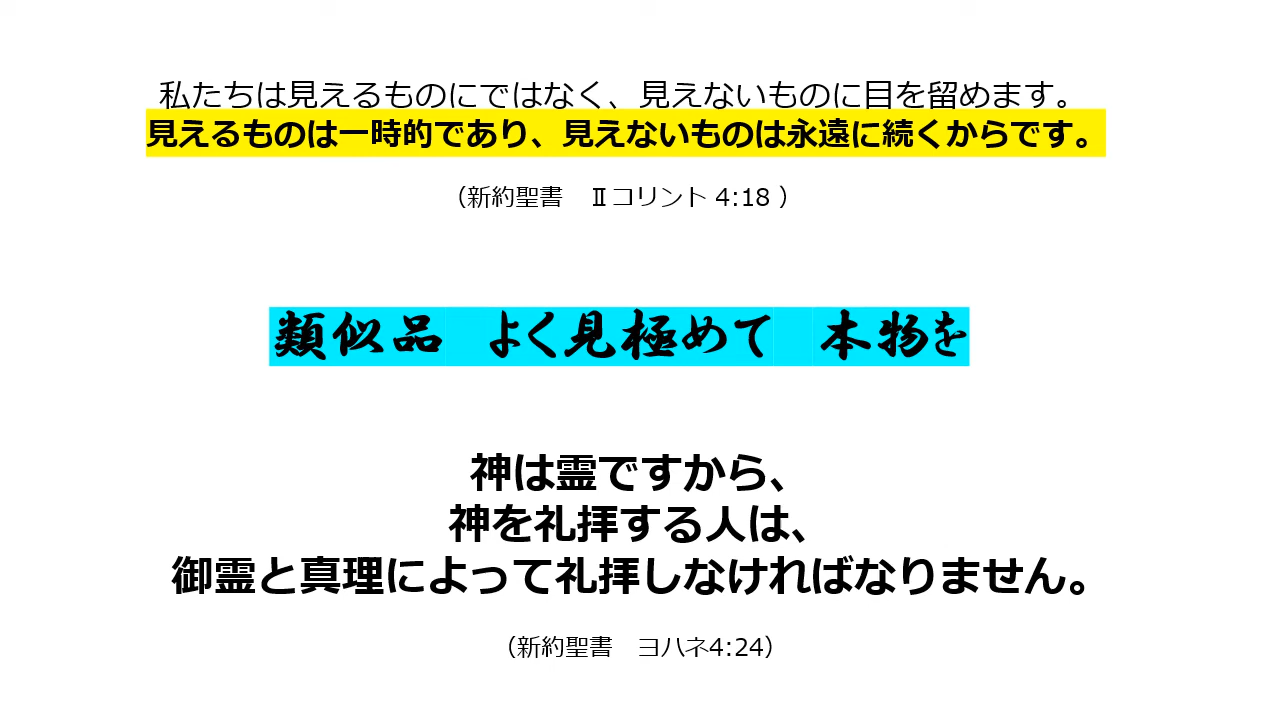 私たちは見えるものにではなく、見えないものに目を留めます。
見えるものは一時的であり、見えないものは永遠に続くからです。
（新約聖書　Ⅱコリント 4:18 ）
類似品　よく見極めて　本物を
神は霊ですから、
神を礼拝する人は、
御霊と真理によって礼拝しなければなりません。
（新約聖書　ヨハネ4:24）